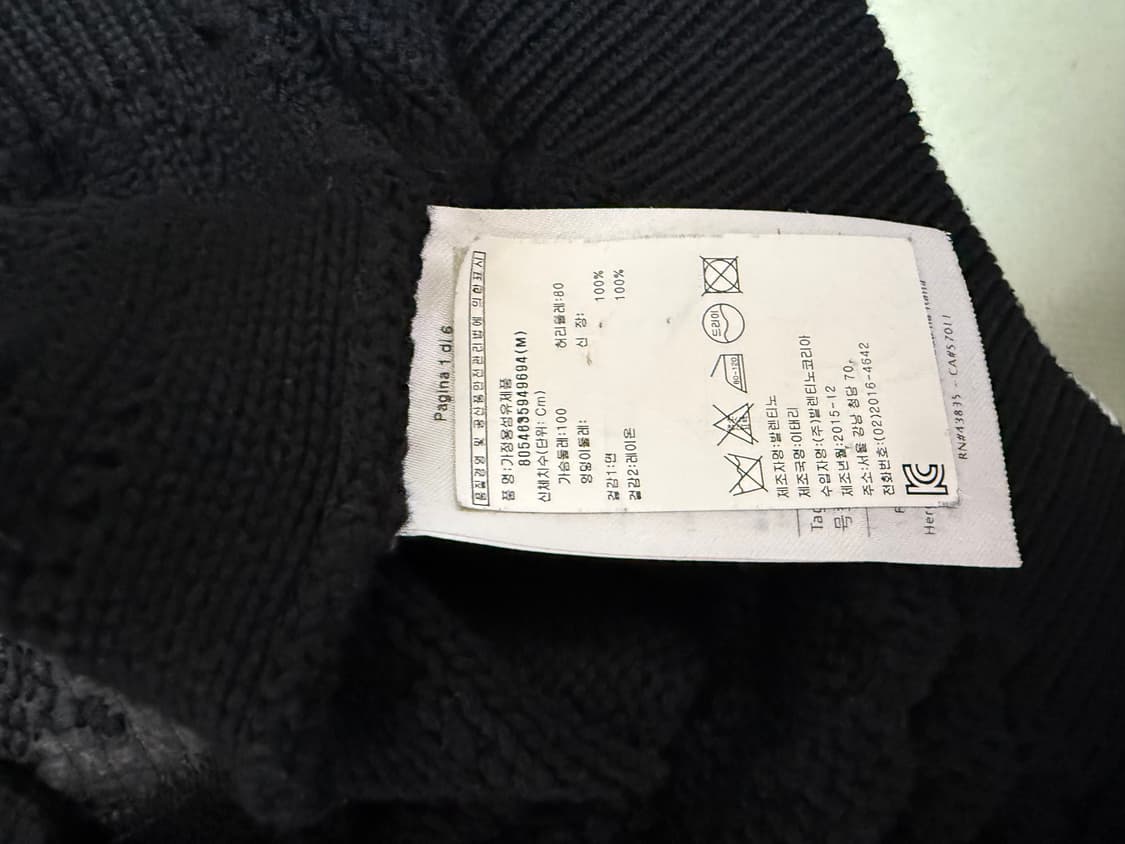 Pagina 1 di 6
품질경영 및 공산품안전관리법에 의한 표시
품 명:가정용섬유제품
8054635949694(M)
신체치수(단위: Cm)
가슴둘레:100 허리둘레:80
엉덩이둘레: 신 장:
겉감1:면 100%
겉감2:레이온 100%
80-120
드라이
제조자명:발렌티노
제조국명:이태리
수입자명:(주)발렌티노코리아
제조년월:2015-12
주소:서울 강남 청담 70,
전화번호:(02)2016-4642
Tag
RN#43835 - CA#57011